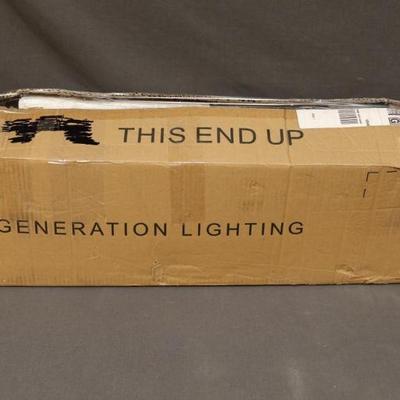 THIS END UP
GENERATION LIGHTING